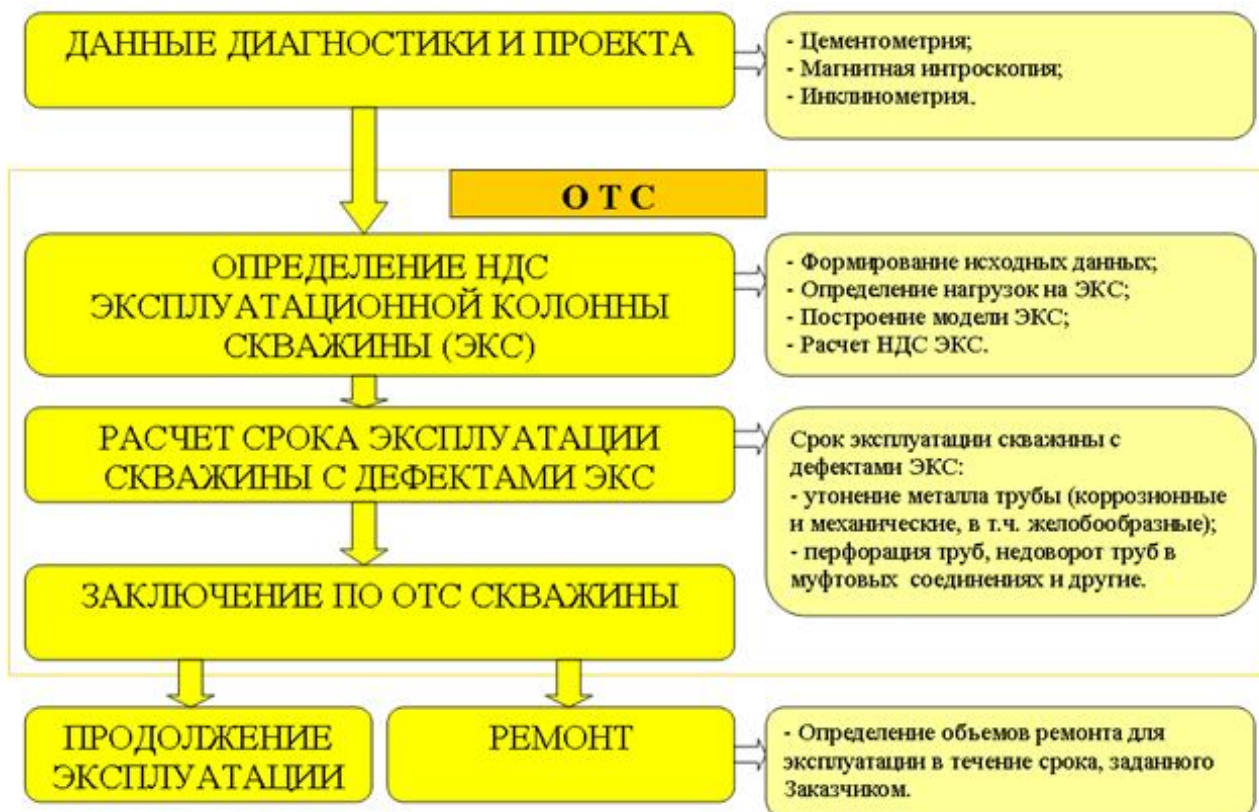 ДАННЫЕ ДИАГНОСТИКИ И ПРОЕКТА
- Цементометрия;
- Магнитная интроскопия;
- Инклинометрия.
О Т С
ОПРЕДЕЛЕНИЕ НДС
ЭКСПЛУАТАЦИОННОЙ КОЛОННЫ
СКВАЖИНЫ (ЭКС)
- Формирование исходных данных;
- Определение нагрузок на ЭКС;
- Построение модели ЭКС;
- Расчет НДС ЭКС.
РАСЧЕТ СРОКА ЭКСПЛУАТАЦИИ
СКВАЖИНЫ С ДЕФЕКТАМИ ЭКС
Срок эксплуатации скважины с
дефектами ЭКС:
- утонение металла трубы (коррозионные
и механические, в т.ч. желобообразные);
- перфорация труб, недоворот труб в
муфтовых соединениях и другие.
ЗАКЛЮЧЕНИЕ ПО ОТС СКВАЖИНЫ
ПРОДОЛЖЕНИЕ
ЭКСПЛУАТАЦИИ
РЕМОНТ
- Определение объемов ремонта для
эксплуатации в течение срока, заданного
Заказчиком.